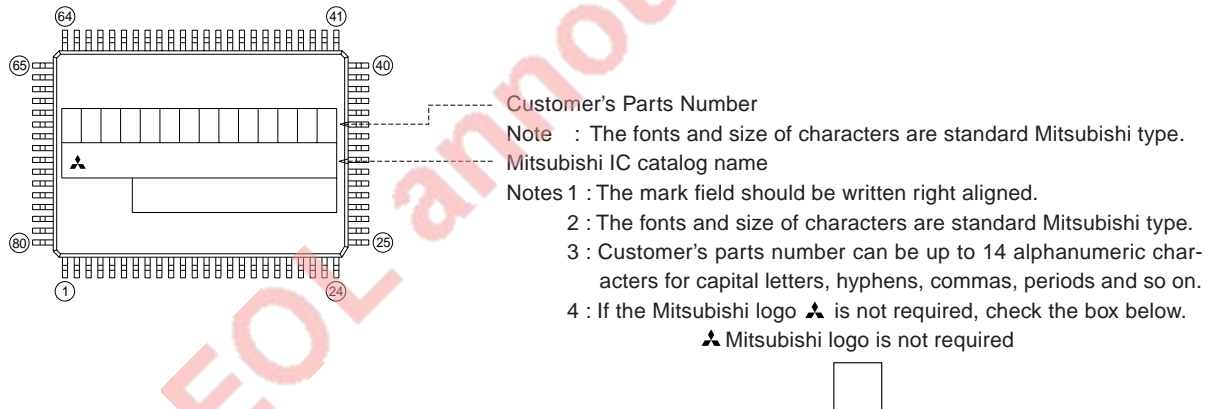 64 41
65 40
Customer's Parts Number
Note : The fonts and size of characters are standard Mitsubishi type.
Mitsubishi IC catalog name
Notes 1 : The mark field should be written right aligned.
2 : The fonts and size of characters are standard Mitsubishi type.
3 : Customer's parts number can be up to 14 alphanumeric char-
acters for capital letters, hyphens, commas, periods and so on.
4 : If the Mitsubishi logo is not required, check the box below.
Mitsubishi logo is not required
80 25
1 24
EOL annou